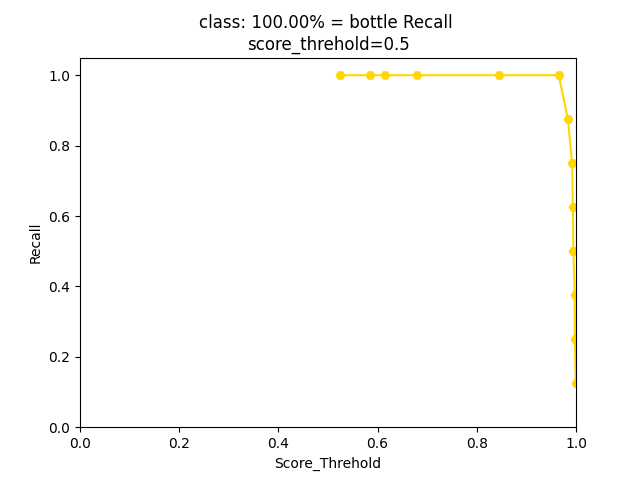 class: 100.00% = bottle Recall
score_threhold=0.5
1.0
0.8
0.6
0.4
0.2
0.0
Recall
0.0 0.2 0.4 0.6 0.8 1.0
Score_Threhold